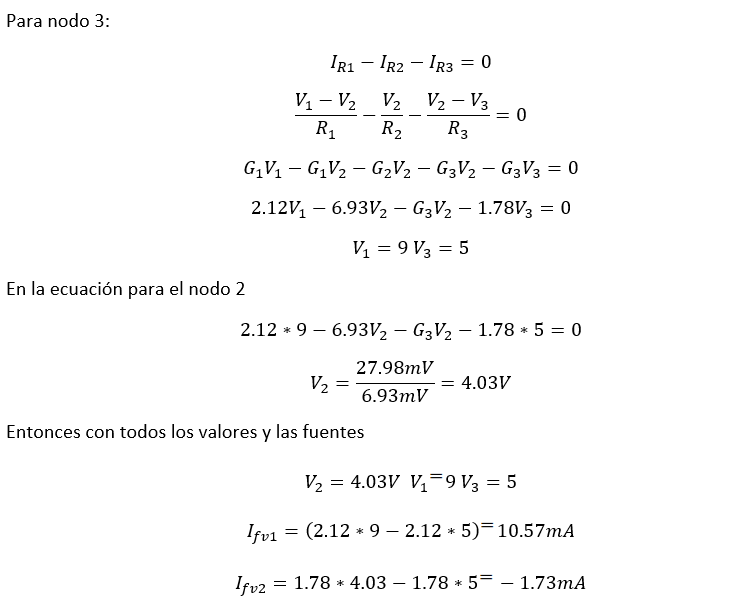 Para nodo 3:
I_{R1} − I_{R2} − I_{R3} = 0
\frac{V_1 − V_2}{R_1} − \frac{V_2}{R_2} − \frac{V_2 − V_3}{R_3} = 0
G_1V_1 − G_1V_2 − G_2V_2 − G_3V_2 − G_3V_3 = 0
2.12V_1 − 6.93V_2 − G_3V_2 − 1.78V_3 = 0
V_1 = 9 V_3 = 5
En la ecuación para el nodo 2
2.12 * 9 − 6.93V_2 − G_3V_2 − 1.78 * 5 = 0
V_2 = \frac{27.98mV}{6.93mV} = 4.03V
Entonces con todos los valores y las fuentes
V_2 = 4.03V V_1 = 9 V_3 = 5
I_{fv1} = (2.12 * 9 − 2.12 * 5) = 10.57mA
I_{fv2} = 1.78 * 4.03 − 1.78 * 5 = − 1.73mA